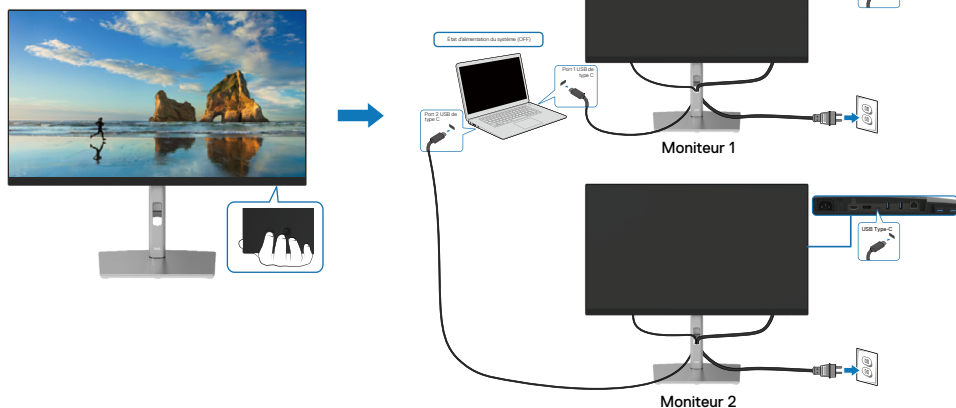 État d'alimentation du système (OFF)
Port 1 USB de
type C
Port 2 USB de
type C
Moniteur 1
USB Type-C
Moniteur 2